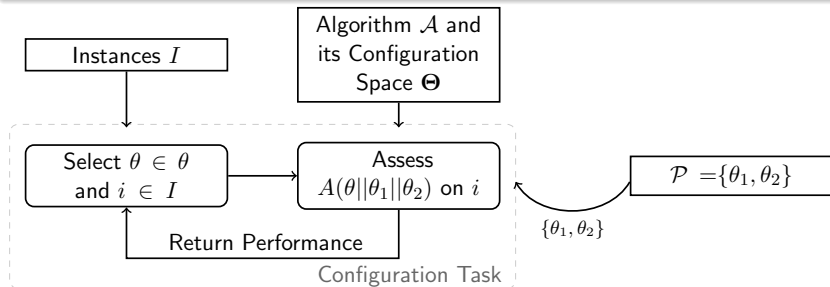 Instances I
Algorithm 𝒜 and
its Configuration
Space Θ
Select θ ∈ θ
and i ∈ I
Assess
A(θ||θ₁||θ₂) on i
𝒫 ={θ₁, θ₂}
{θ₁, θ₂}
Return Performance
Configuration Task